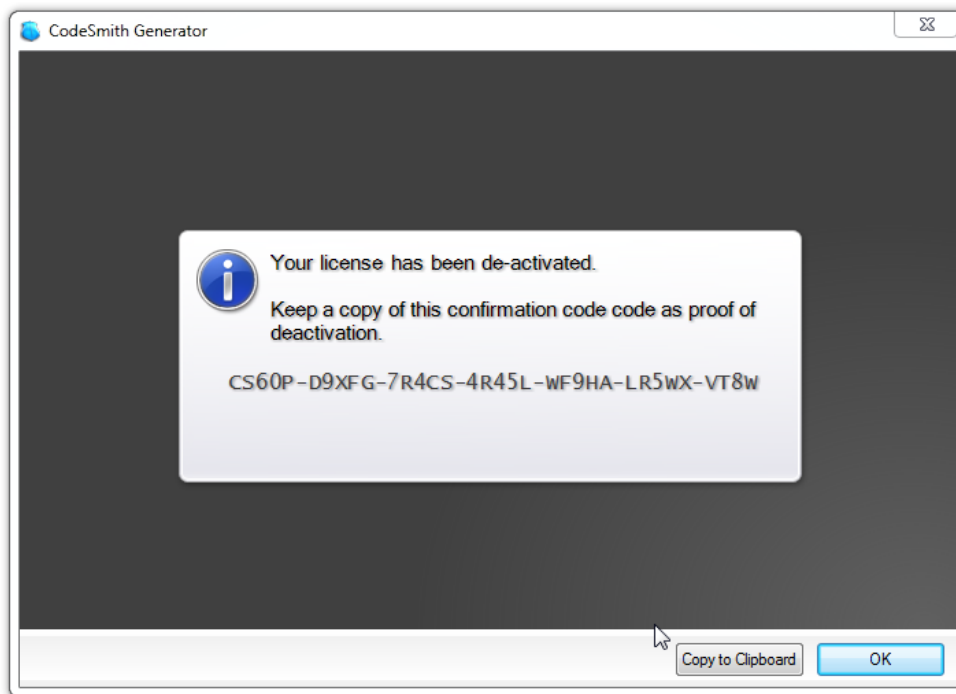 CodeSmith Generator
Your license has been de-activated.
Keep a copy of this confirmation code code as proof of
deactivation.
CS60P-D9XFG-7R4CS-4R45L-WF9HA-LR5WX-VT8W
Copy to Clipboard
OK